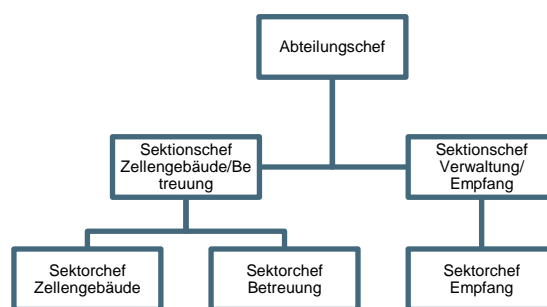 Abteilungschef
Sektionschef
Zellengebäude/Be
treuung
Sektionschef
Verwaltung/
Empfang
Sektorchef
Zellengebäude
Sektorchef
Betreuung
Sektorchef
Empfang